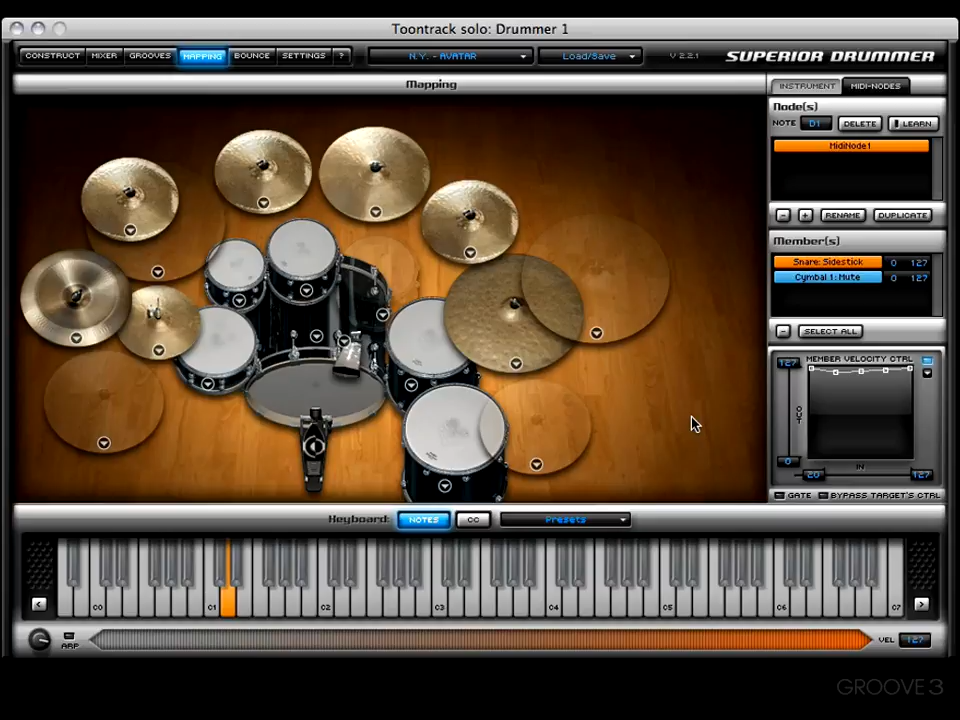 Toontrack solo: Drummer 1
CONSTRUCT MIXER GROOVES MAPPING BOUNCE SETTINGS ? N.Y. - AVATAR Load/Save V 2.2.1 SUPERIOR DRUMMER
Mapping
INSTRUMENT MIDI-NODES
Node(s)
NOTE D1 DELETE LEARN
MidiNode1
- + RENAME DUPLICATE
Member(s)
Snare: Sidestick 0 127
Cymbal 1: Mute 0 127
- SELECT ALL
MEMBER VELOCITY CTRL
127
OUT
0
IN
20 127
GATE BYPASS TARGET'S CTRL
Keyboard: NOTES CC Presets
C0 C1 C2 C3 C4 C5 C6 C7
< >
ARP VEL 127
GROOVE3